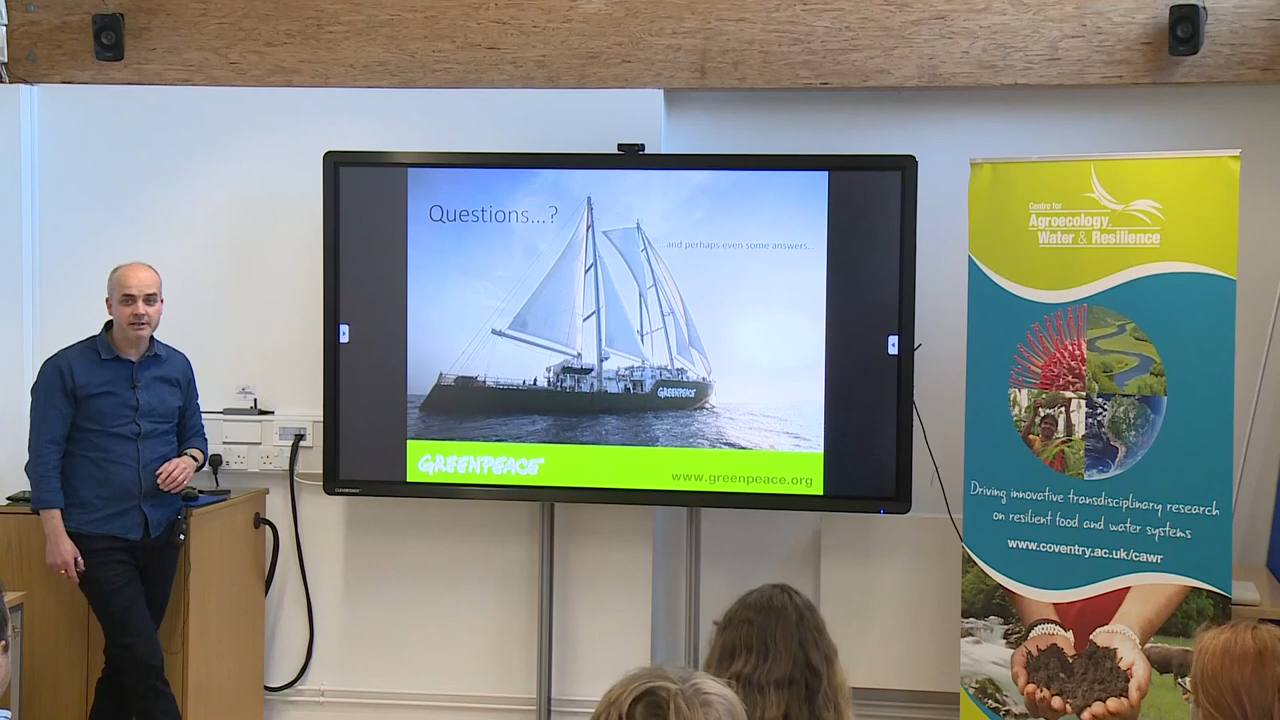 Questions...?
...and perhaps even some answers...
GREENPEACE
GREENPEACE
www.greenpeace.org
Centre for
Agroecology,
Water & Resilience
Driving innovative transdisciplinary research
on resilient food and water systems
www.coventry.ac.uk/cawr